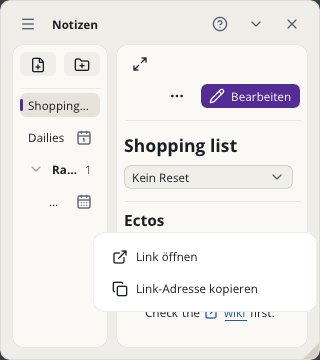 Notizen
Bearbeiten
Shopping...
Dailies
Ra... 1
...
Shopping list
Kein Reset
Ectos
Link öffnen
Link-Adresse kopieren
Check the wiki first.